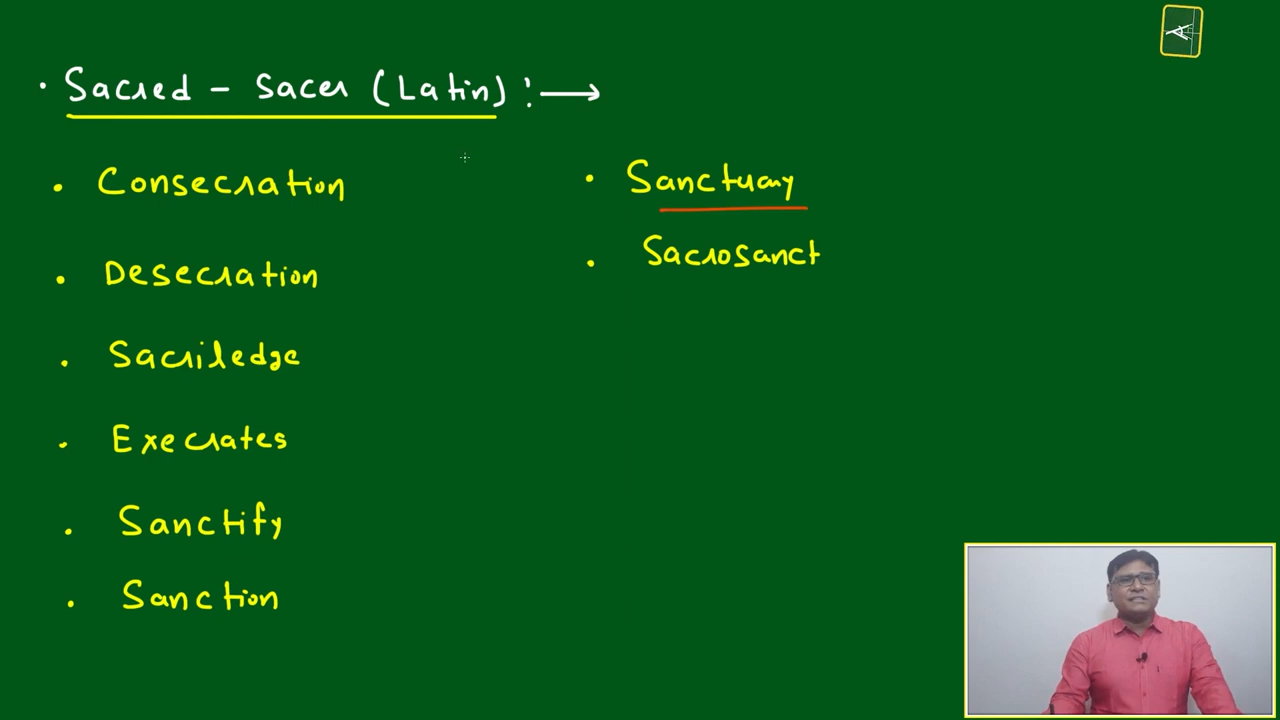 • Sacred - Sacer (Latin) : →
• Consecration
• Desecration
• Sacriledge
• Execrates
• Sanctify
• Sanction
• Sanctuary
• Sacrosanct